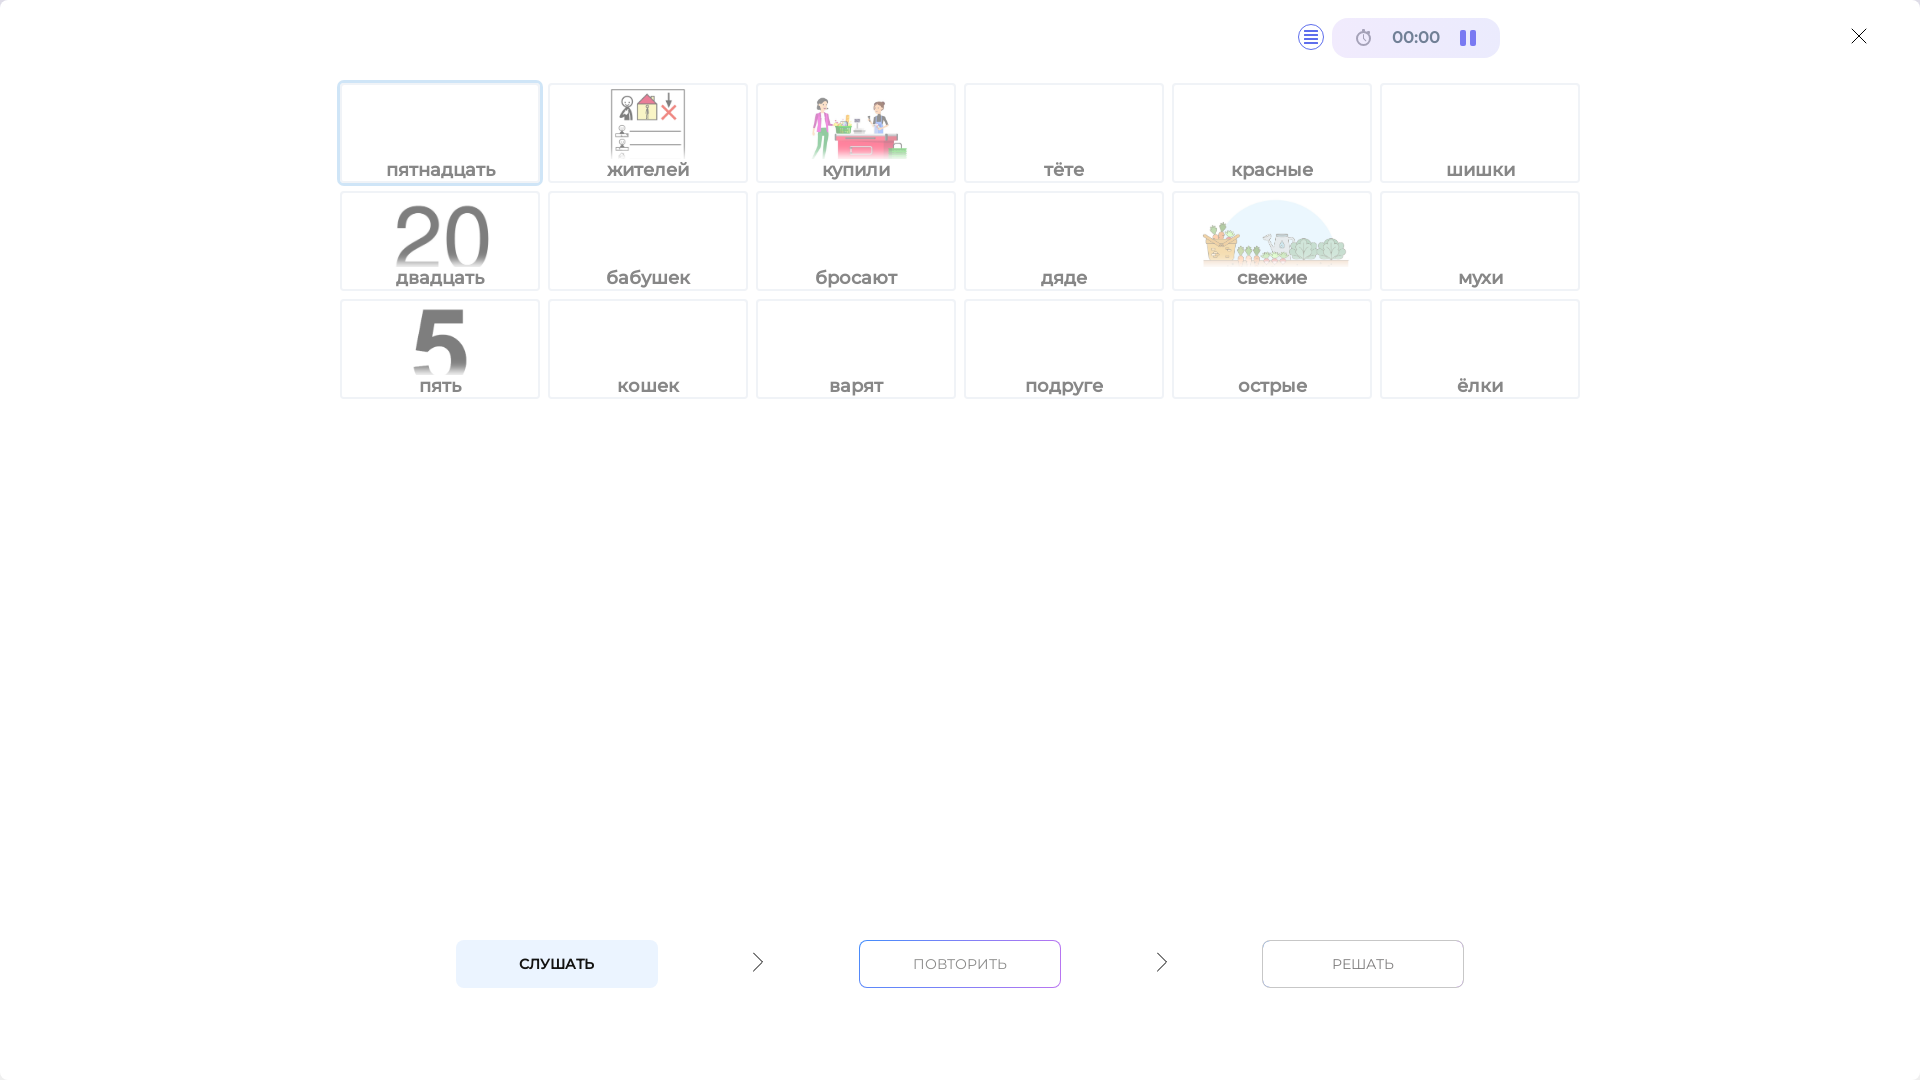 00:00
пятнадцать жителей купили тёте красные шишки
20
двадцать бабушек бросают дяде свежие мухи
5
пять кошек варят подруге острые ёлки
СЛУШАТЬ ПОВТОРИТЬ РЕШАТЬ